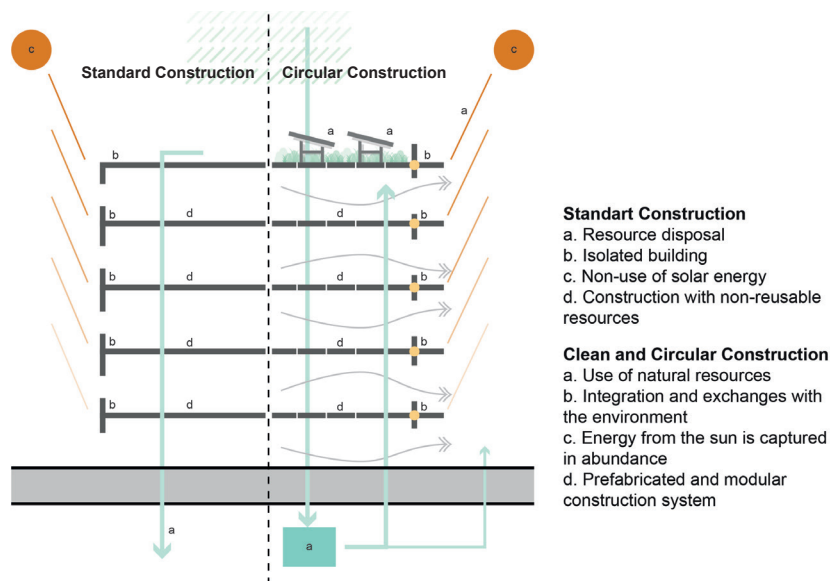 c
c
Standard Construction
Circular Construction
a
a
a
b
b
b
d
d
b
b
d
d
b
b
d
d
b
b
d
d
b
a
a
Standart Construction
a. Resource disposal
b. Isolated building
c. Non-use of solar energy
d. Construction with non-reusable
resources
Clean and Circular Construction
a. Use of natural resources
b. Integration and exchanges with
the environment
c. Energy from the sun is captured
in abundance
d. Prefabricated and modular
construction system